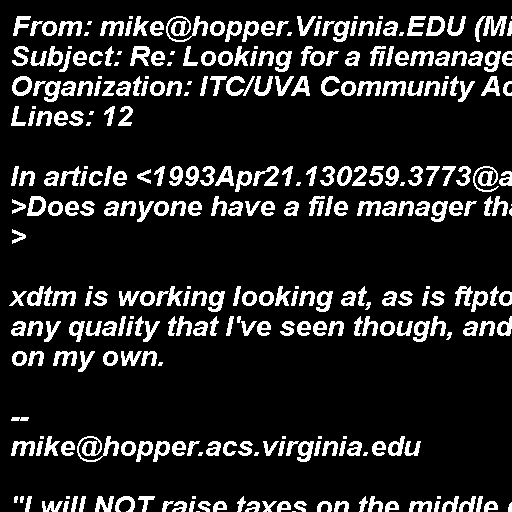 From: mike@hopper.Virginia.EDU (Mi
Subject: Re: Looking for a filemanage
Organization: ITC/UVA Community Ac
Lines: 12

In article <1993Apr21.130259.3773@a
>Does anyone have a file manager tha
>

xdtm is working looking at, as is ftpto
any quality that I've seen though, and
on my own.

--
mike@hopper.acs.virginia.edu

"I will NOT raise taxes on the middle